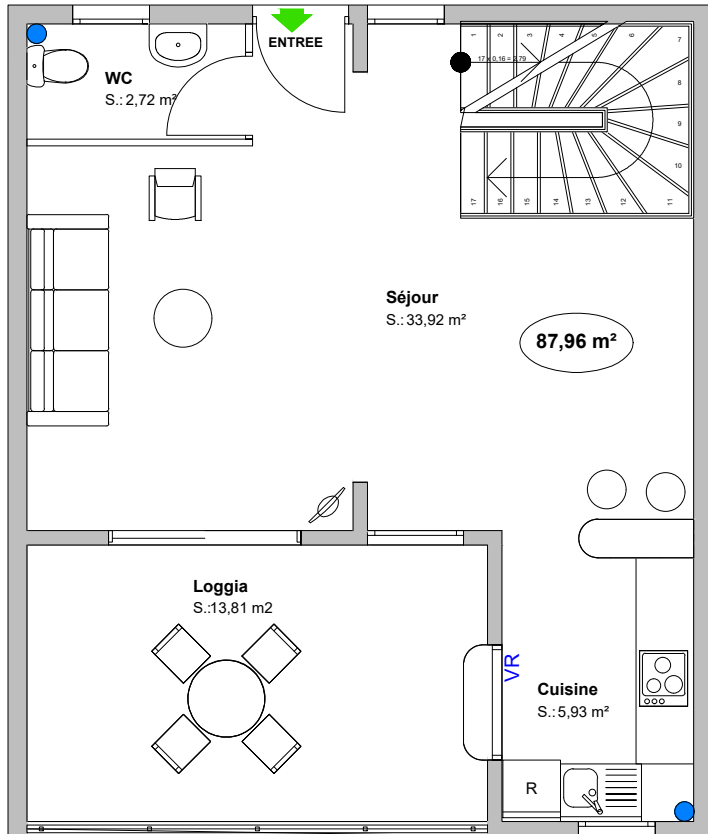 ENTREE
WC
S.: 2,72 m²
1
2
3
4
5
6
7
8
9
10
11
12
13
14
15
16
17
17 x 0,16 = 2,79
Séjour
S.: 33,92 m²
87,96 m²
Loggia
S.:13,81 m2
VR
Cuisine
S.: 5,93 m²
R